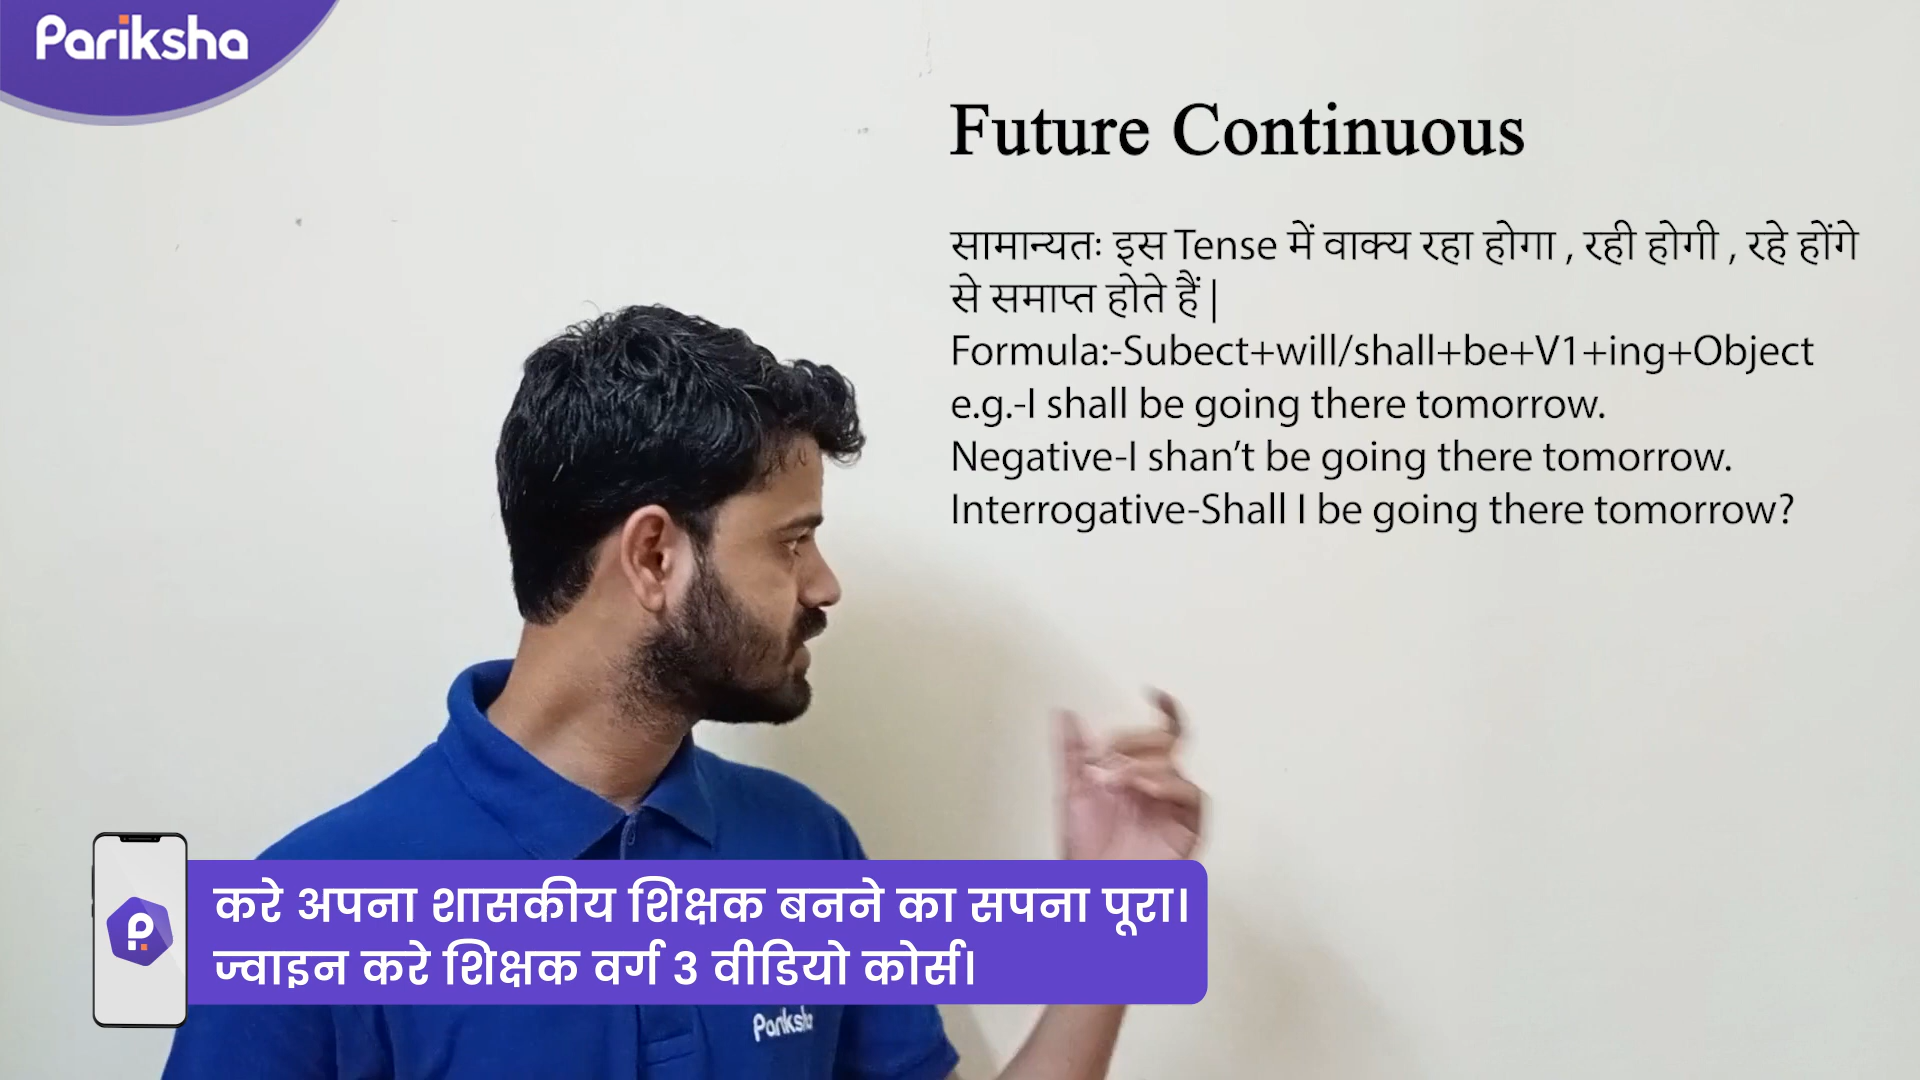 Pariksha
Future Continuous
सामान्यतः इस Tense में वाक्य रहा होगा , रही होगी , रहे होंगे
से समाप्त होते हैं |
Formula:-Subect+will/shall+be+V1+ing+Object
e.g.-I shall be going there tomorrow.
Negative-I shan’t be going there tomorrow.
Interrogative-Shall I be going there tomorrow?
करे अपना शासकीय शिक्षक बनने का सपना पूरा।
ज्वाइन करे शिक्षक वर्ग 3 वीडियो कोर्स।
P.
Pariksha